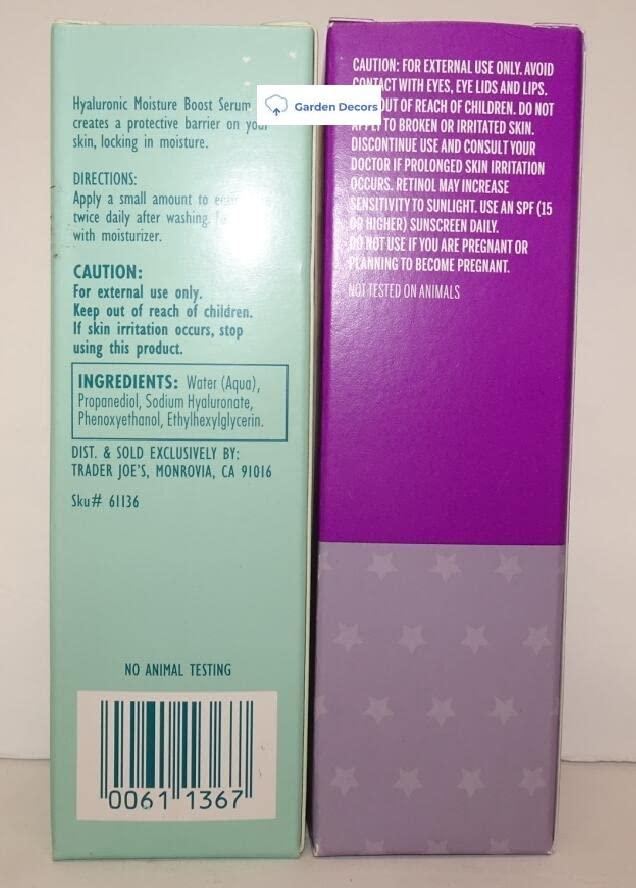 Hyaluronic Moisture Boost Serum
creates a protective barrier on your
skin, locking in moisture.
DIRECTIONS:
Apply a small amount to
twice daily after washing.
with moisturizer.
CAUTION:
For external use only.
Keep out of reach of children.
If skin irritation occurs, stop
using this product.
INGREDIENTS: Water (Aqua),
Propanediol, Sodium Hyaluronate,
Phenoxyethanol, Ethylhexylglycerin.
DIST. & SOLD EXCLUSIVELY BY:
TRADER JOE'S, MONROVIA, CA 91016
Sku# 61136
NO ANIMAL TESTING
0061 1367
Garden Decors
CAUTION: FOR EXTERNAL USE ONLY. AVOID
CONTACT WITH EYES, EYE LIDS AND LIPS.
OUT OF REACH OF CHILDREN. DO NOT
APPLY TO BROKEN OR IRRITATED SKIN.
DISCONTINUE USE AND CONSULT YOUR
DOCTOR IF PROLONGED SKIN IRRITATION
OCCURS. RETINOL MAY INCREASE
SENSITIVITY TO SUNLIGHT. USE AN SPF (15
OR HIGHER) SUNSCREEN DAILY.
DO NOT USE IF YOU ARE PREGNANT OR
PLANNING TO BECOME PREGNANT.
NOT TESTED ON ANIMALS